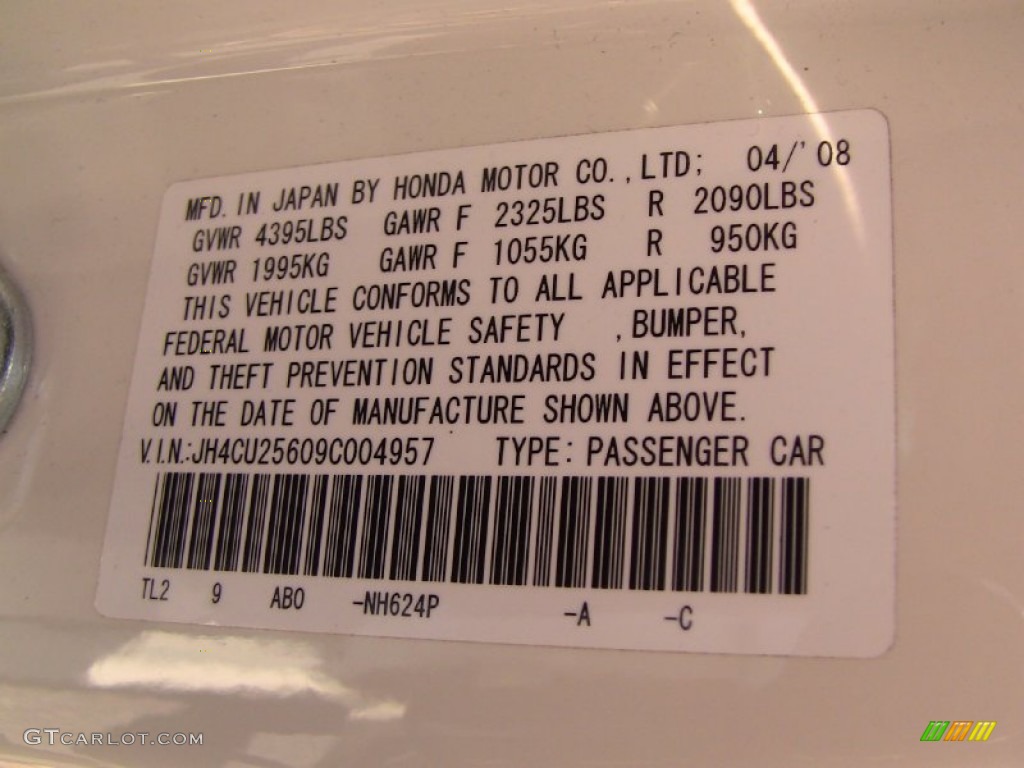 MFD. IN JAPAN BY HONDA MOTOR CO., LTD; 04/'08
GVWR 4395LBS GAWR F 2325LBS R 2090LBS
GVWR 1995KG GAWR F 1055KG R 950KG
THIS VEHICLE CONFORMS TO ALL APPLICABLE
FEDERAL MOTOR VEHICLE SAFETY , BUMPER,
AND THEFT PREVENTION STANDARDS IN EFFECT
ON THE DATE OF MANUFACTURE SHOWN ABOVE.
V.I.N.:JH4CU25609C004957 TYPE: PASSENGER CAR
TL2 9 AB0 -NH624P -A -C
GTCARLOT.COM